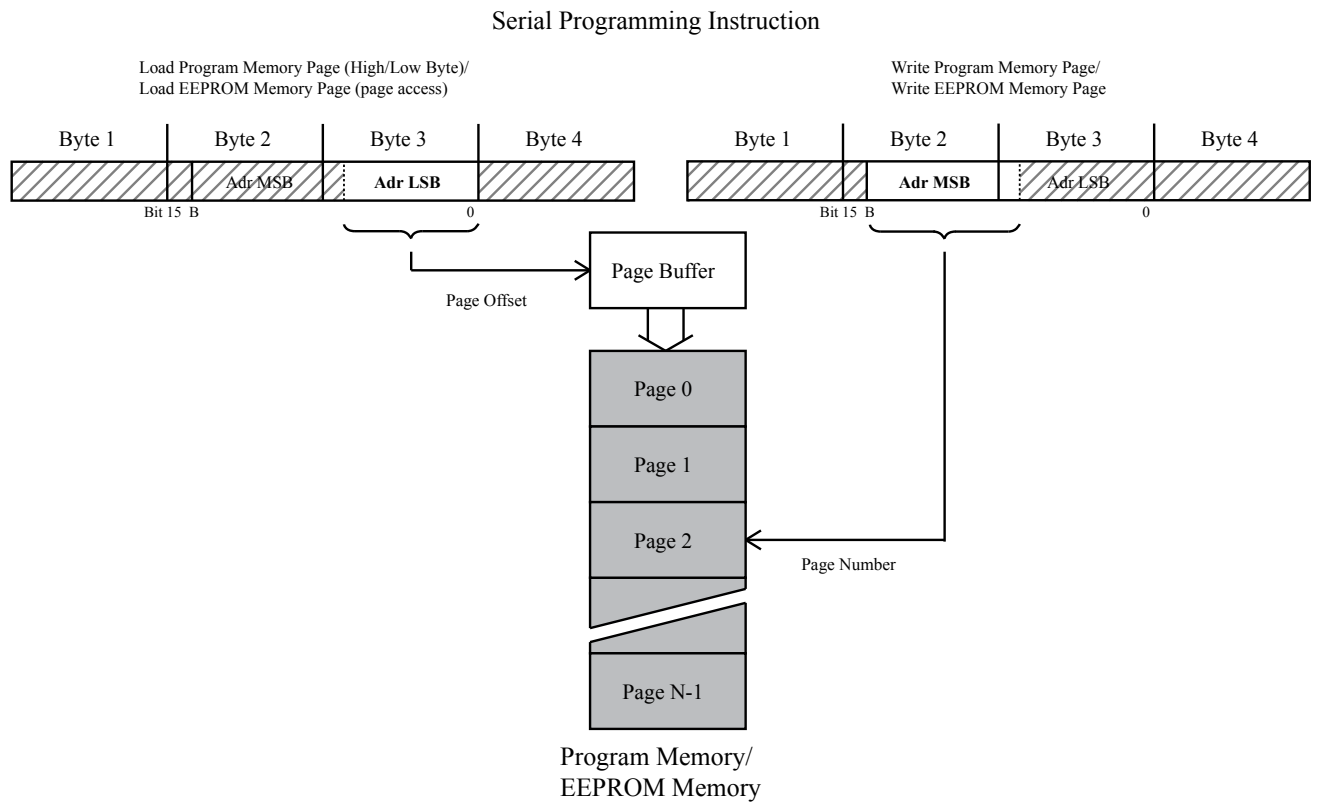 Serial Programming Instruction
Load Program Memory Page (High/Low Byte)/
Load EEPROM Memory Page (page access)
Byte 1 Byte 2 Byte 3 Byte 4
Adr MSB Adr LSB
Bit 15 B 0
Write Program Memory Page/
Write EEPROM Memory Page
Byte 1 Byte 2 Byte 3 Byte 4
Adr MSB Adr LSB
Bit 15 B 0
Page Buffer
Page Offset
Page 0
Page 1
Page 2
Page Number
Page N-1
Program Memory/
EEPROM Memory